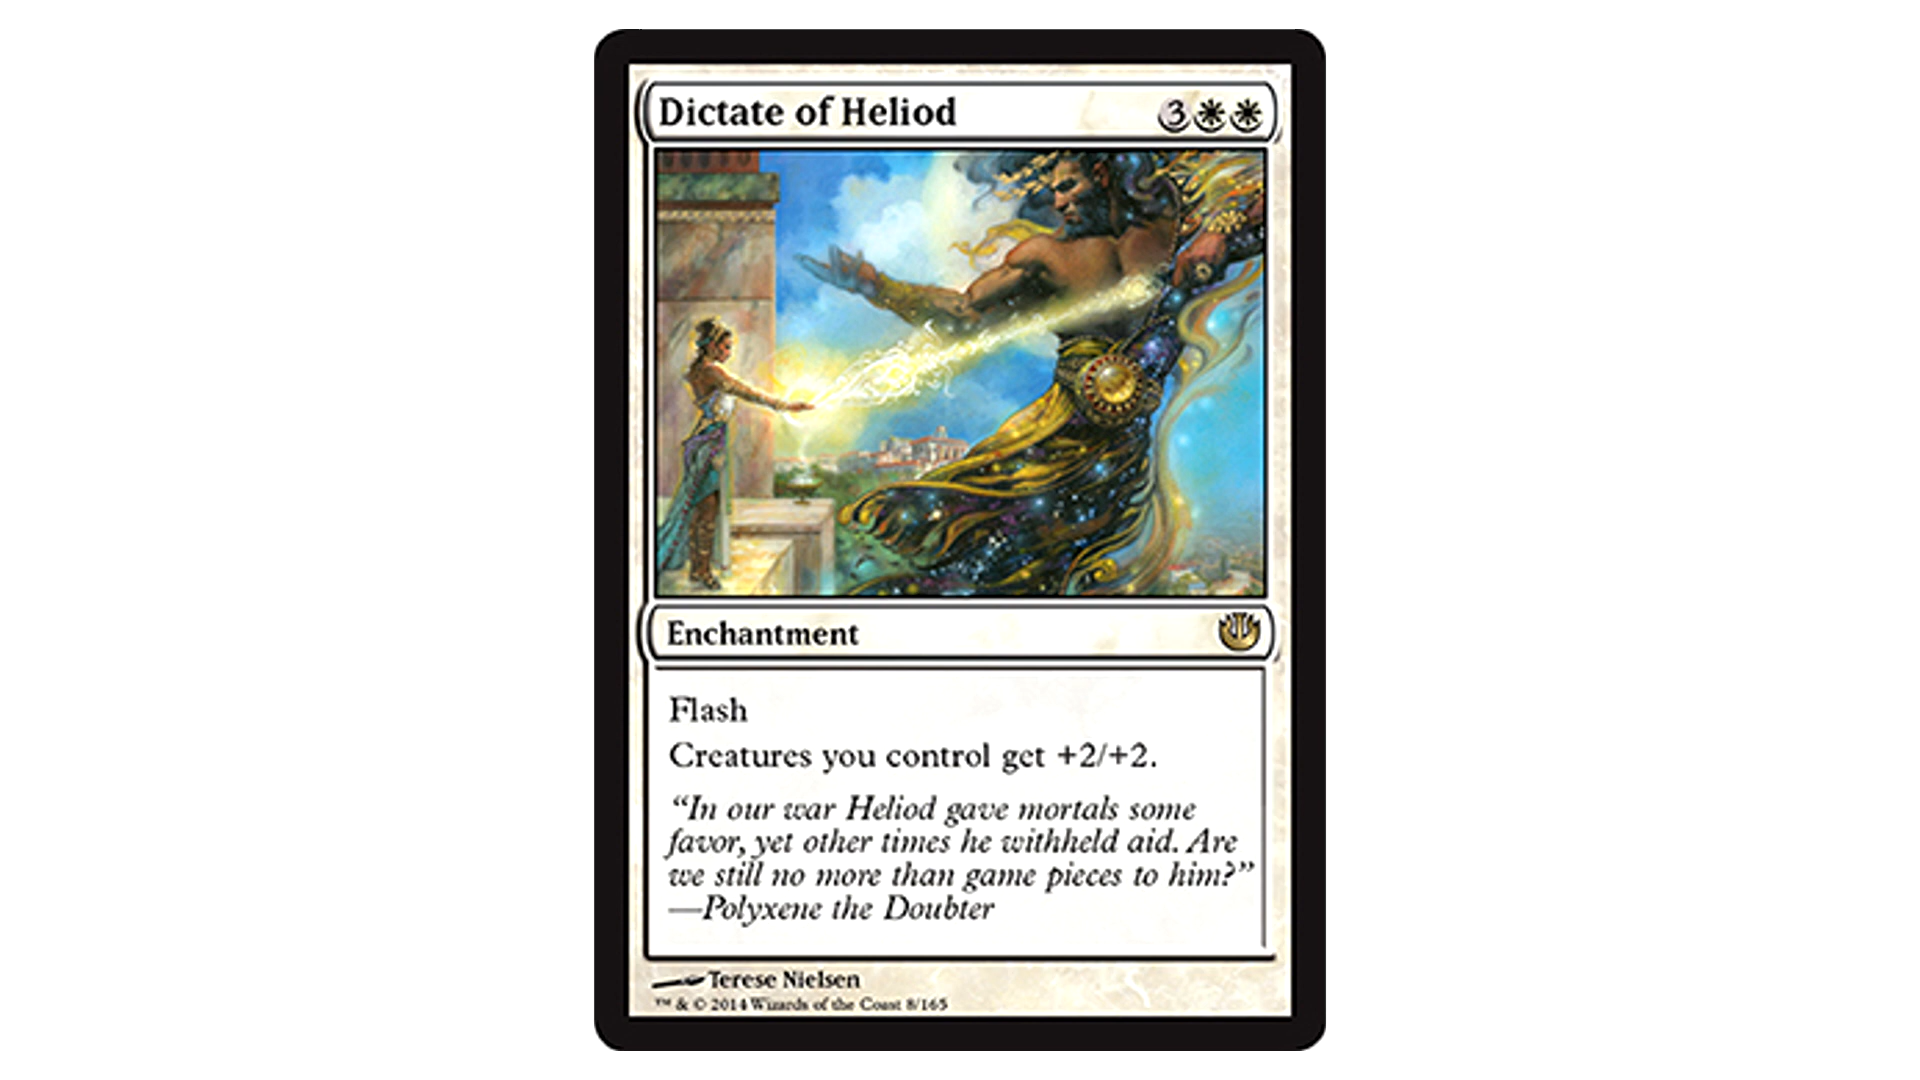 Dictate of Heliod 3
Enchantment
Flash
Creatures you control get +2/+2.
“In our war Heliod gave mortals some
favor, yet other times he withheld aid. Are
we still no more than game pieces to him?”
—Polyxene the Doubter
Terese Nielsen
™ & © 2014 Wizards of the Coast 8/165